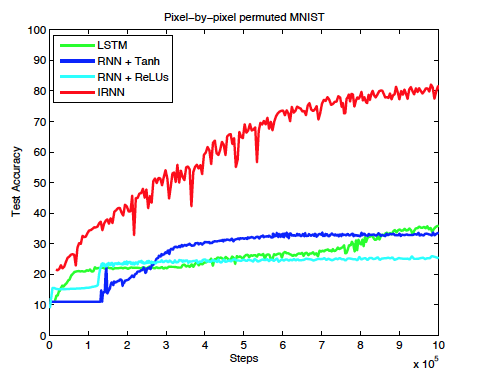 Pixel−by−pixel permuted MNIST
LSTM
RNN + Tanh
RNN + ReLUs
IRNN
Test Accuracy
100
90
80
70
60
50
40
30
20
10
0
0 1 2 3 4 5 6 7 8 9 10
Steps
x 10⁵